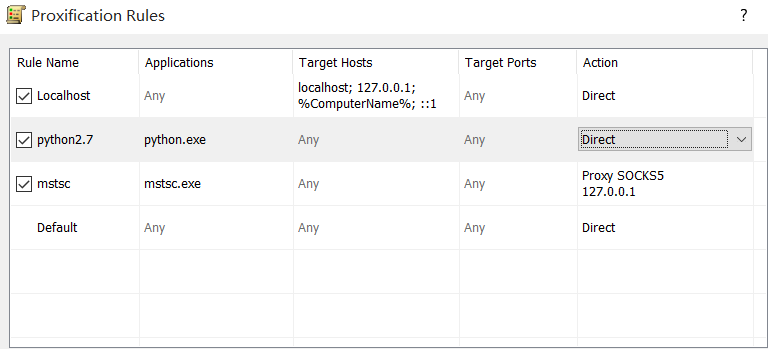 Proxification Rules
?
Rule Name Applications Target Hosts Target Ports Action
Localhost Any localhost; 127.0.0.1; %ComputerName%; ::1 Any Direct
python2.7 python.exe Any Any Direct
mstsc mstsc.exe Any Any Proxy SOCKS5 127.0.0.1
Default Any Any Any Direct